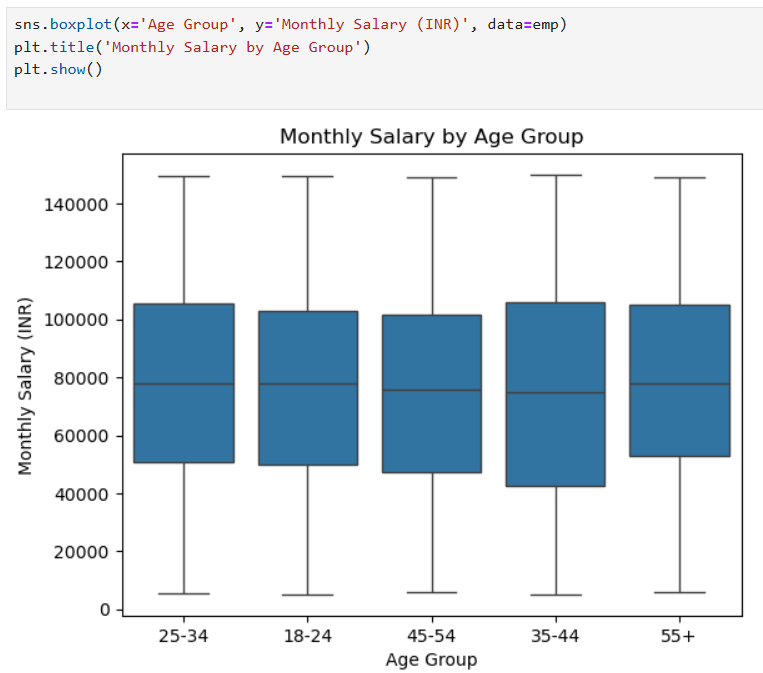 sns.boxplot(x='Age Group', y='Monthly Salary (INR)', data=emp)
plt.title('Monthly Salary by Age Group')
plt.show()
Monthly Salary by Age Group
Monthly Salary (INR)
140000
120000
100000
80000
60000
40000
20000
0
25-34 18-24 45-54 35-44 55+
Age Group